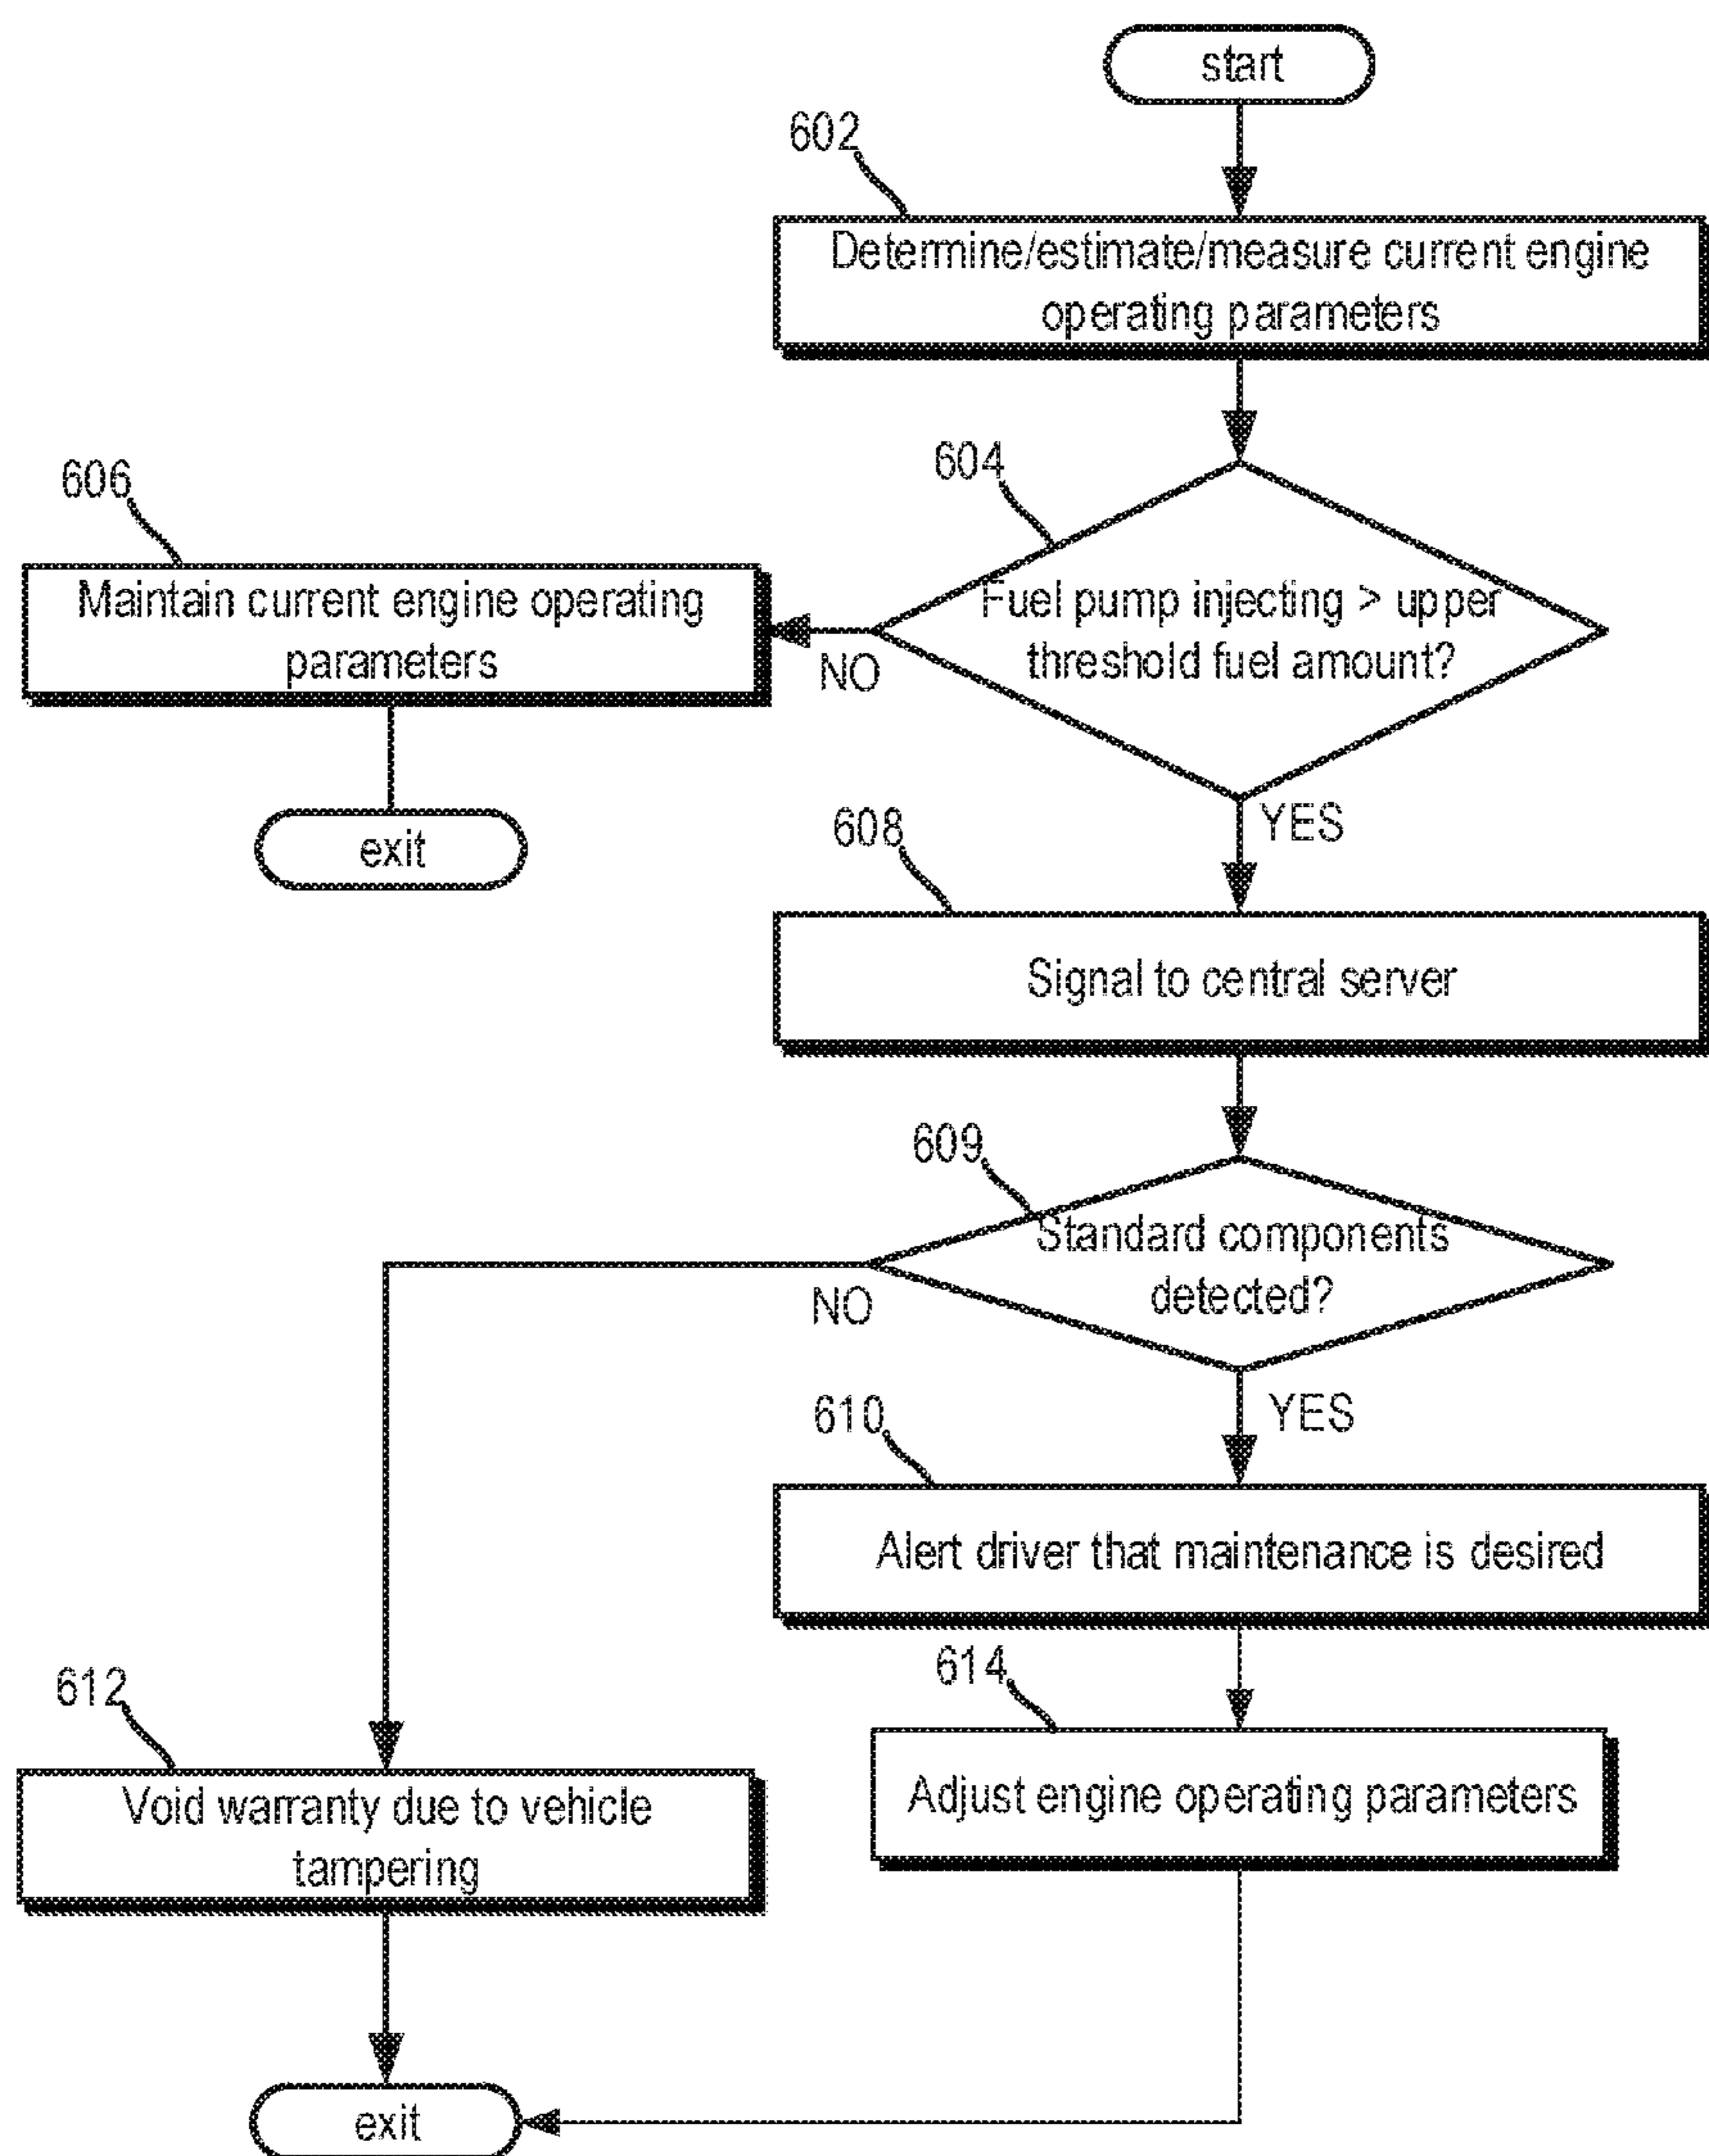 start
602
Determine/estimate/measure current engine
operating parameters
604
606
Fuel pump injecting > upper
threshold fuel amount?
Maintain current engine operating
parameters
NO
exit
YES
608
Signal to central server
609
Standard components
detected?
NO
YES
610
Alert driver that maintenance is desired
614
612
Adjust engine operating parameters
Void warranty due to vehicle
tampering
exit